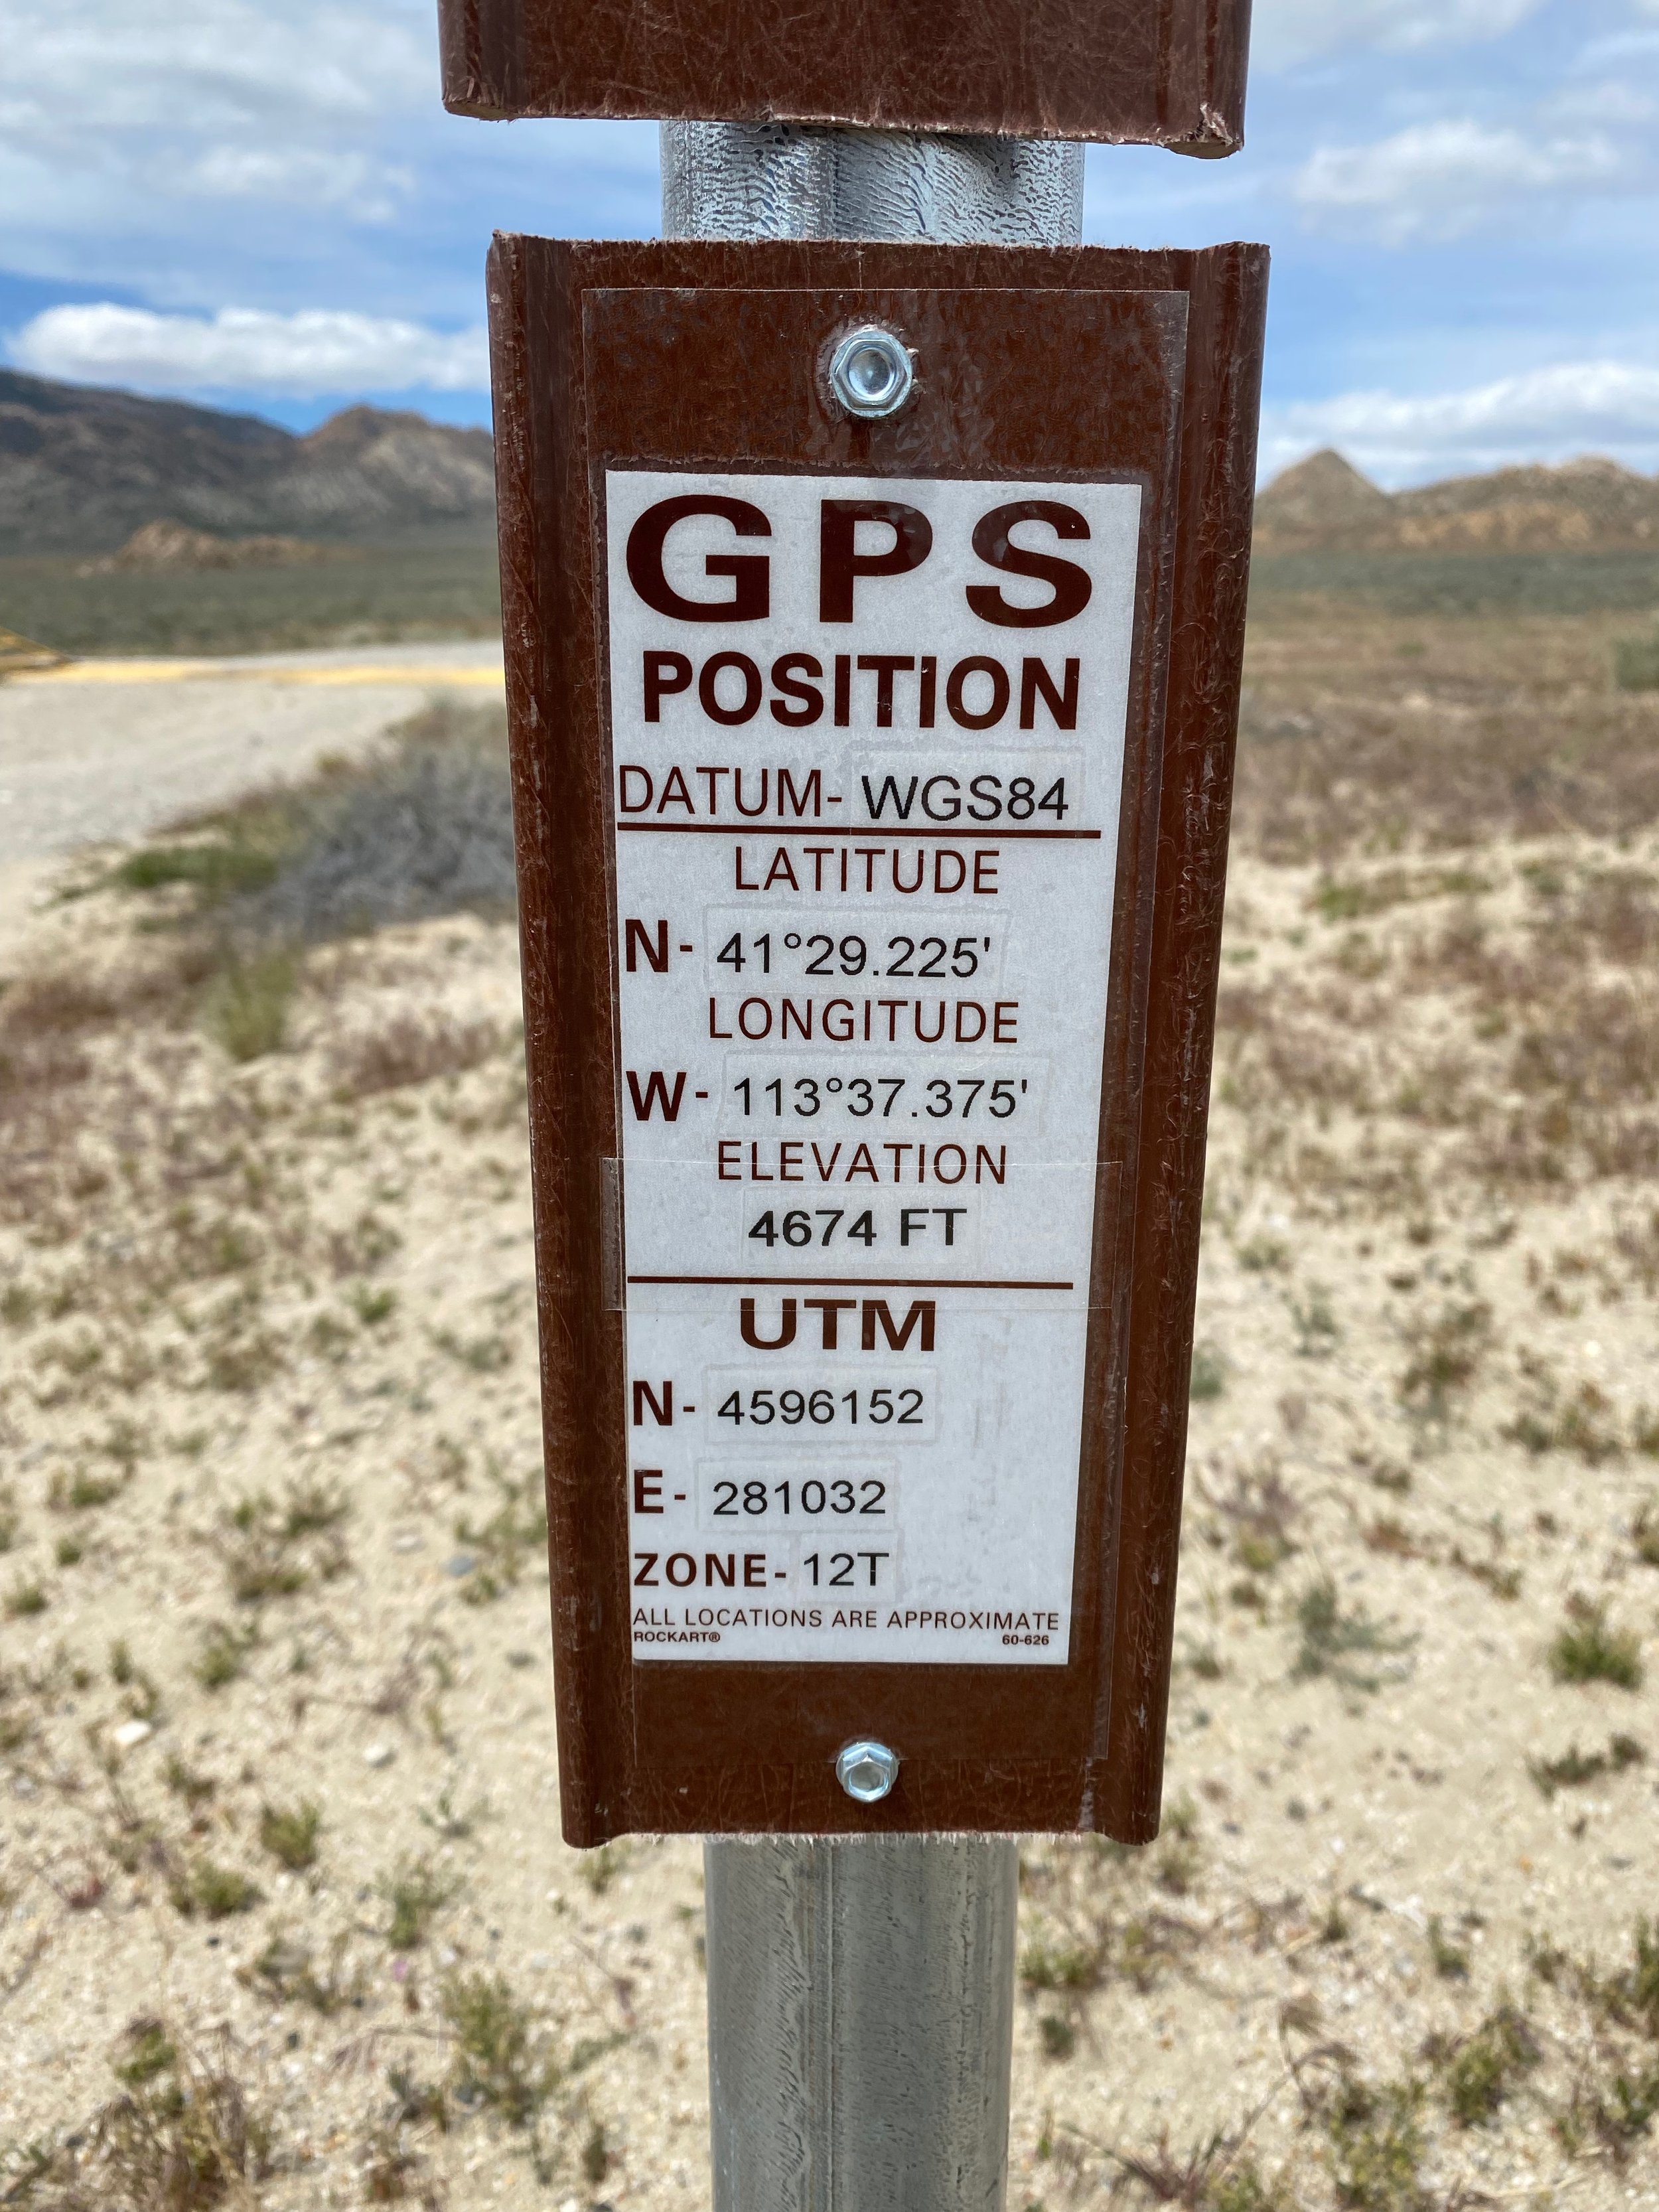 GPS
POSITION
DATUM- WGS84
LATITUDE
N- 41°29.225'
LONGITUDE
W- 113°37.375'
ELEVATION
4674 FT
UTM
N- 4596152
E- 281032
ZONE- 12T
ALL LOCATIONS ARE APPROXIMATE
ROCKART® 60-626